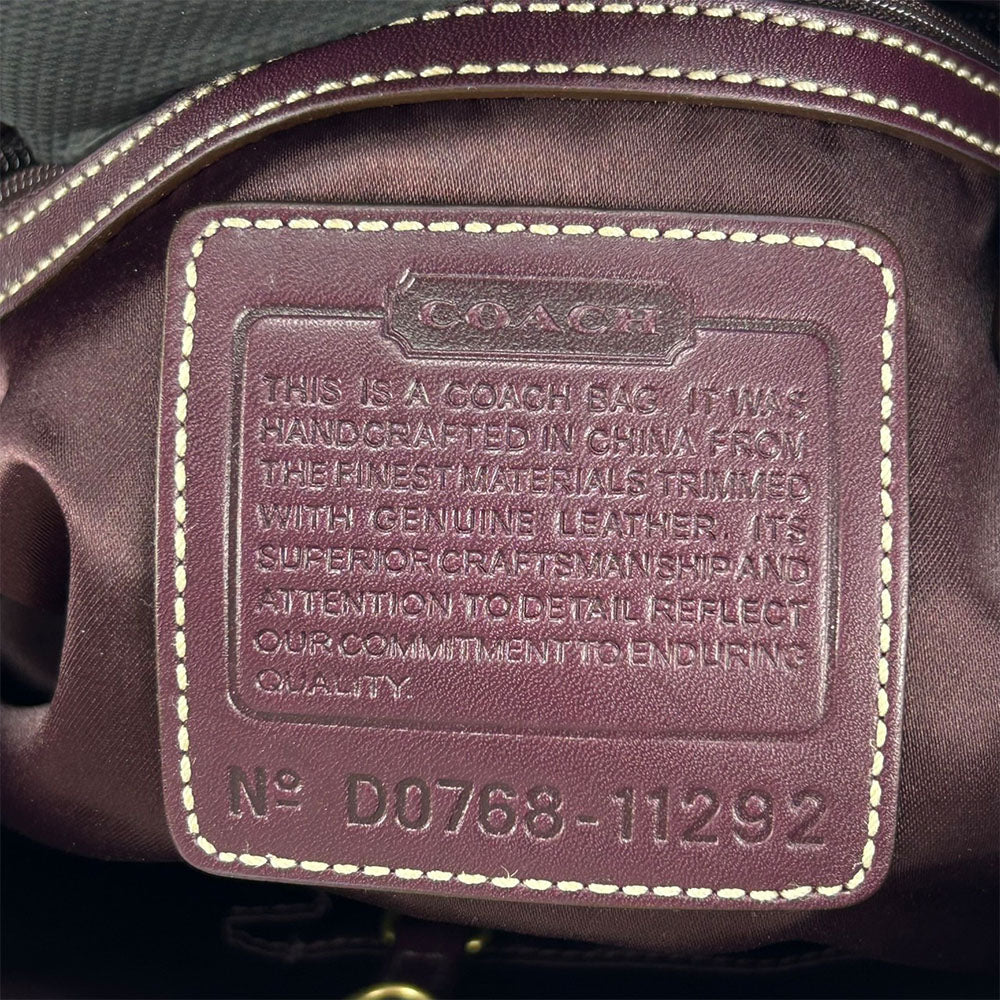 COACH
THIS IS A COACH BAG. IT WAS
HANDCRAFTED IN CHINA FROM
THE FINEST MATERIALS TRIMMED
WITH GENUINE LEATHER. ITS
SUPERIOR CRAFTSMANSHIP AND
ATTENTION TO DETAIL REFLECT
OUR COMMITMENT TO ENDURING
QUALITY.
Nº D0768-11292